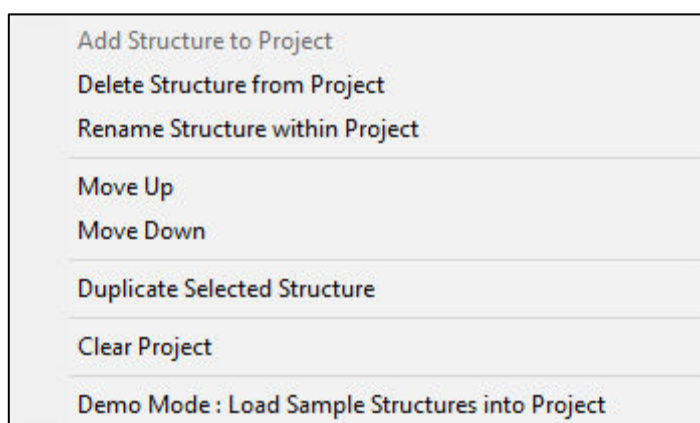 Add Structure to Project
Delete Structure from Project
Rename Structure within Project
Move Up
Move Down
Duplicate Selected Structure
Clear Project
Demo Mode : Load Sample Structures into Project